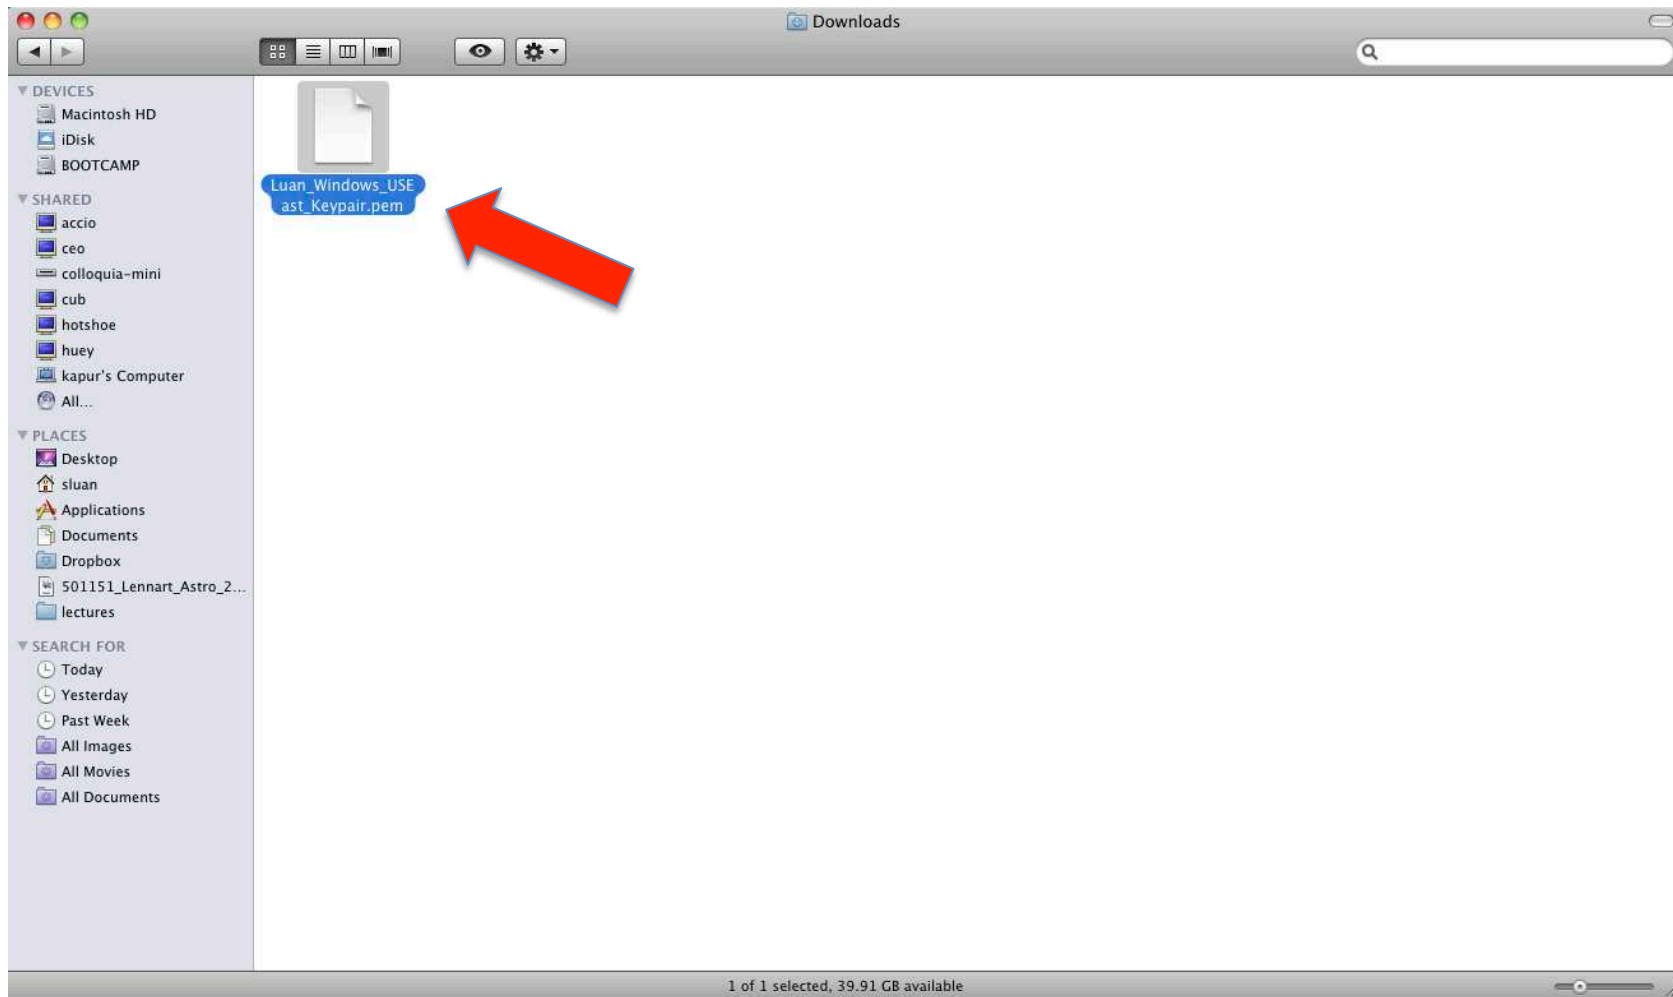 Downloads
DEVICES
Macintosh HD
iDisk
BOOTCAMP
SHARED
accio
ceo
colloquia-mini
cub
hotshoe
huey
kapur's Computer
All...
PLACES
Desktop
sluan
Applications
Documents
Dropbox
501151_Lennart_Astro_2...
lectures
SEARCH FOR
Today
Yesterday
Past Week
All Images
All Movies
All Documents
Luan_Windows_USE
ast_Keypair.pem
1 of 1 selected, 39.91 GB available